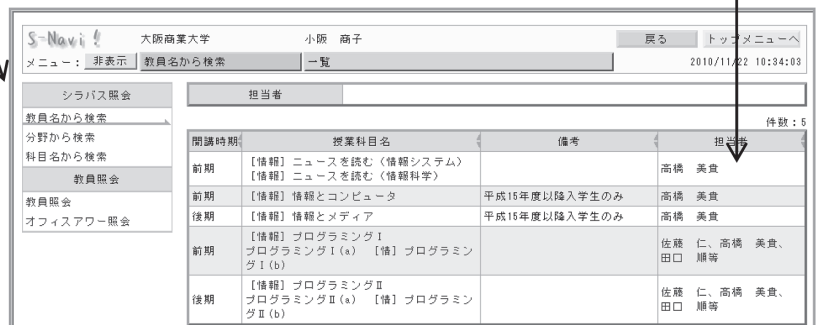 S-Navi! 大阪商業大学 小阪 商子 戻る トップメニューへ
メニュー： 非表示 教員名から検索 一覧 2010/11/22 10:34:03
シラバス照会
教員名から検索
分野から検索
科目名から検索
教員照会
教員照会
オフィスアワー照会
担当者
件数：5
開講時期 授業科目名 備考 担当者
前期 [情報] ニュースを読む（情報システム）
[情報] ニュースを読む（情報科学） 高橋 美貴
前期 [情報] 情報とコンピュータ 平成15年度以降入学生のみ 高橋 美貴
後期 [情報] 情報とメディア 平成15年度以降入学生のみ 高橋 美貴
前期 [情報] プログラミングⅠ
プログラミングⅠ(a) [情] プログラミン
グⅠ(b) 佐藤 仁、高橋 美貴、
田口 順等
後期 [情報] プログラミングⅡ
プログラミングⅡ(a) [情] プログラミン
グⅡ(b) 佐藤 仁、高橋 美貴、
田口 順等